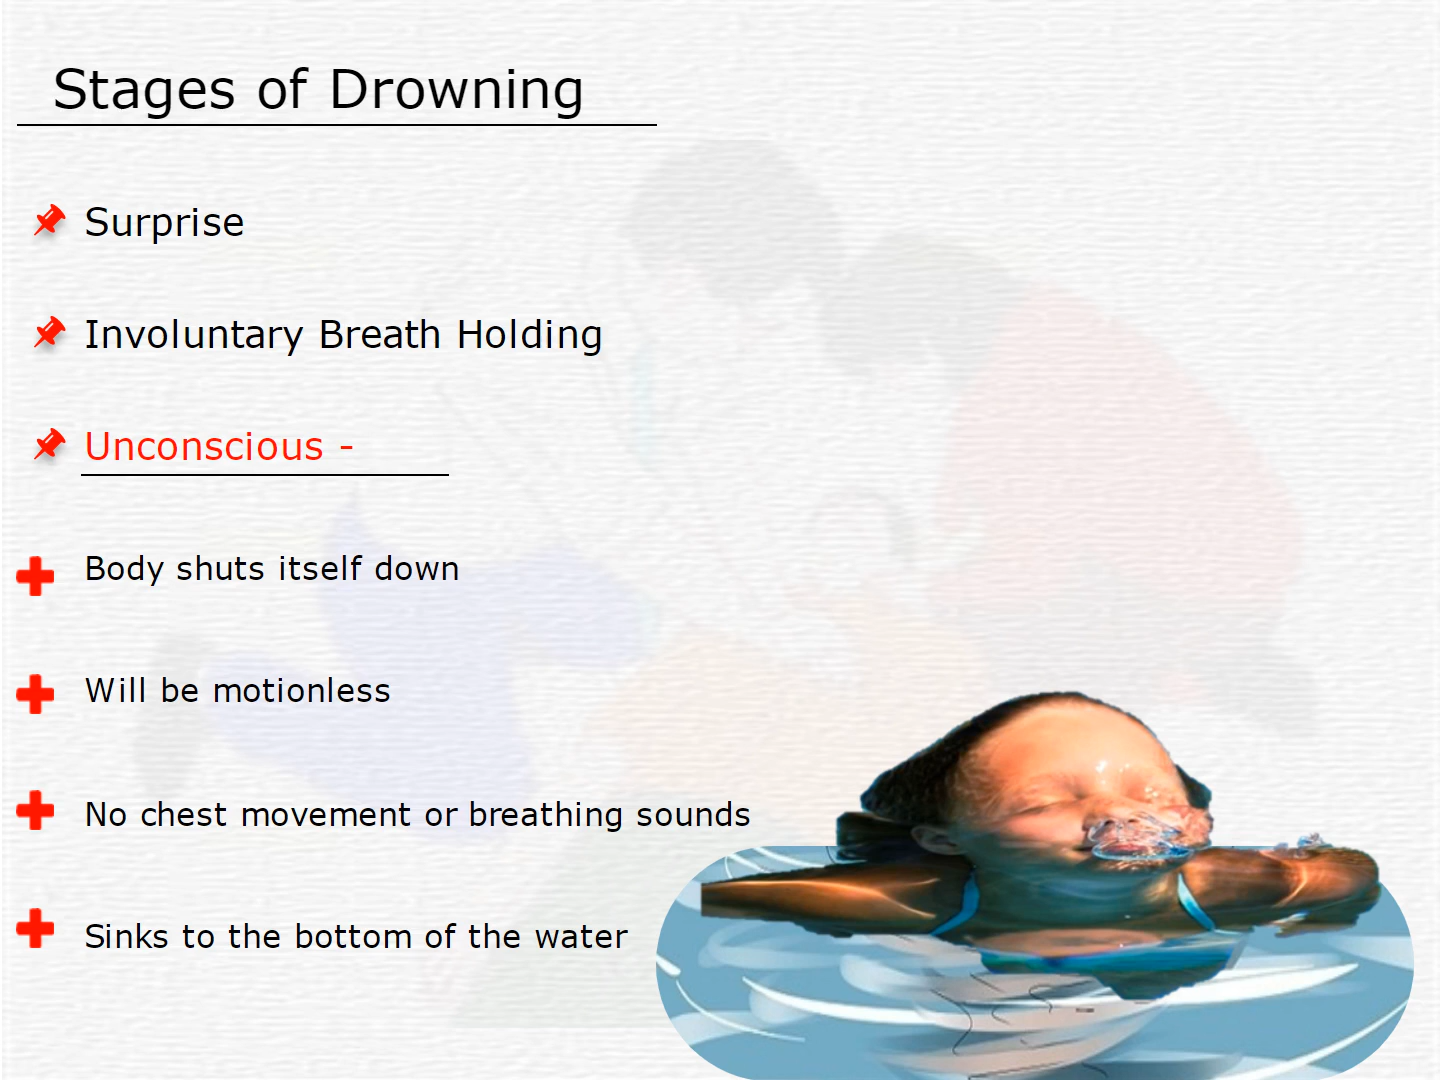 Stages of Drowning
Surprise
Involuntary Breath Holding
Unconscious -
Body shuts itself down
Will be motionless
No chest movement or breathing sounds
Sinks to the bottom of the water